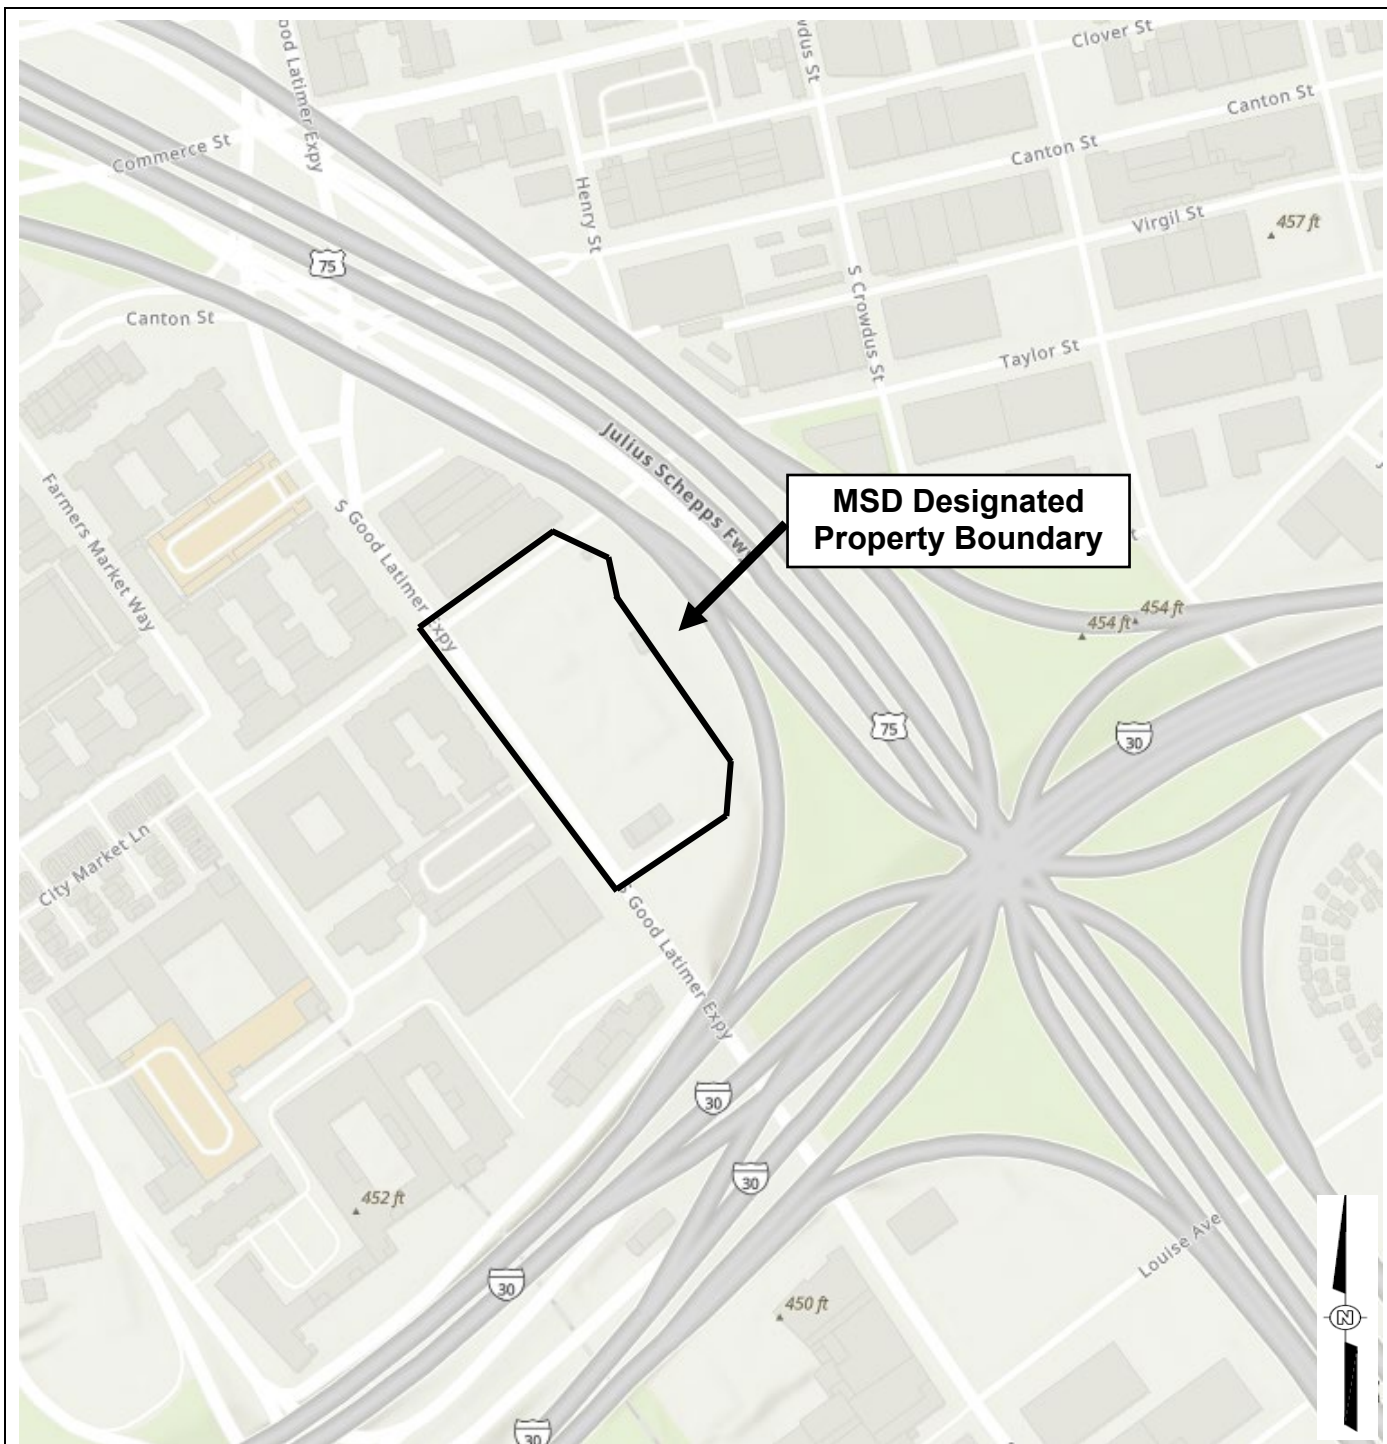 Clover St
Canton St
Commerce St
Canton St
Henry St
Virgil St
457 ft
75
S Crowdus St
Canton St
Taylor St
Julius Schepps
Farmers Market Way
S Good Latimer Expy
MSD Designated
Property Boundary
454 ft
454 ft
75
30
City Market Ln
S Good Latimer Expy
30
30
452 ft
Louise Ave
30
450 ft
N
30